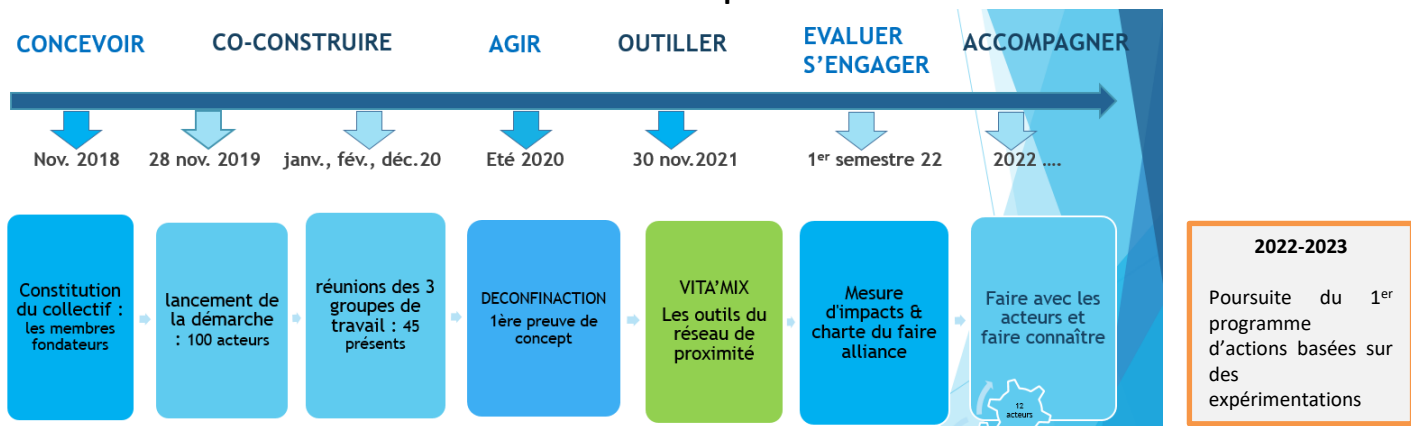 CONCEVOIR
CO-CONSTRUIRE
AGIR
OUTILLER
EVALUER
S’ENGAGER
ACCOMPAGNER
Nov. 2018
28 nov. 2019
janv., fév., déc.20
Eté 2020
30 nov.2021
1er semestre 22
2022 ….
Constitution
du collectif :
les membres
fondateurs
lancement de
la démarche
: 100 acteurs
réunions des 3
groupes de
travail : 45
présents
DECONFINACTION
1ère preuve de
concept
VITA’MIX
Les outils du
réseau de
proximité
Mesure
d'impacts &
charte du faire
alliance
Faire avec les
acteurs et
faire connaître
12
acteurs
2022-2023
Poursuite du 1er
programme
d’actions basées sur
des
expérimentations